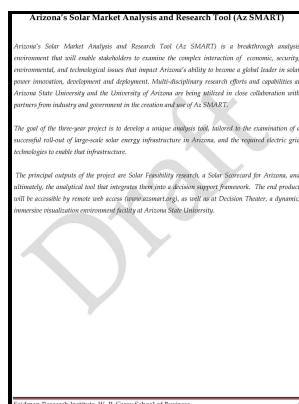 Arizona's Solar Market Analysis and Research Tool (Az SMART)
Arizona's Solar Market Analysis and Research Tool (Az SMART) is a breakthrough analysis
environment that will enable stakeholders to examine the complex interaction of economic, security,
environmental, and technological issues that impact Arizona's ability to become a global leader in solar
power innovation, development and deployment. Multi-disciplinary research efforts and capabilities at
Arizona State University and the University of Arizona are being utilized in close collaboration with
partners from industry and government in the creation and use of Az SMART.
The goal of the three-year project is to develop a unique analysis tool, tailored to the examination of a
successful roll-out of large-scale solar energy infrastructure in Arizona, and the required electric grid
technologies to enable that infrastructure.
The principal outputs of the project are Solar Feasibility research, a Solar Scorecard for Arizona, and
ultimately, the analytical tool that integrates them into a decision support framework. The end product
will be accessible by remote web access (www.azsmart.org), as well as at Decision Theater, a dynamic,
immersive visualization environment facility at Arizona State University.
Draft
Seidman Research Institute, W. P. Carey School of Business